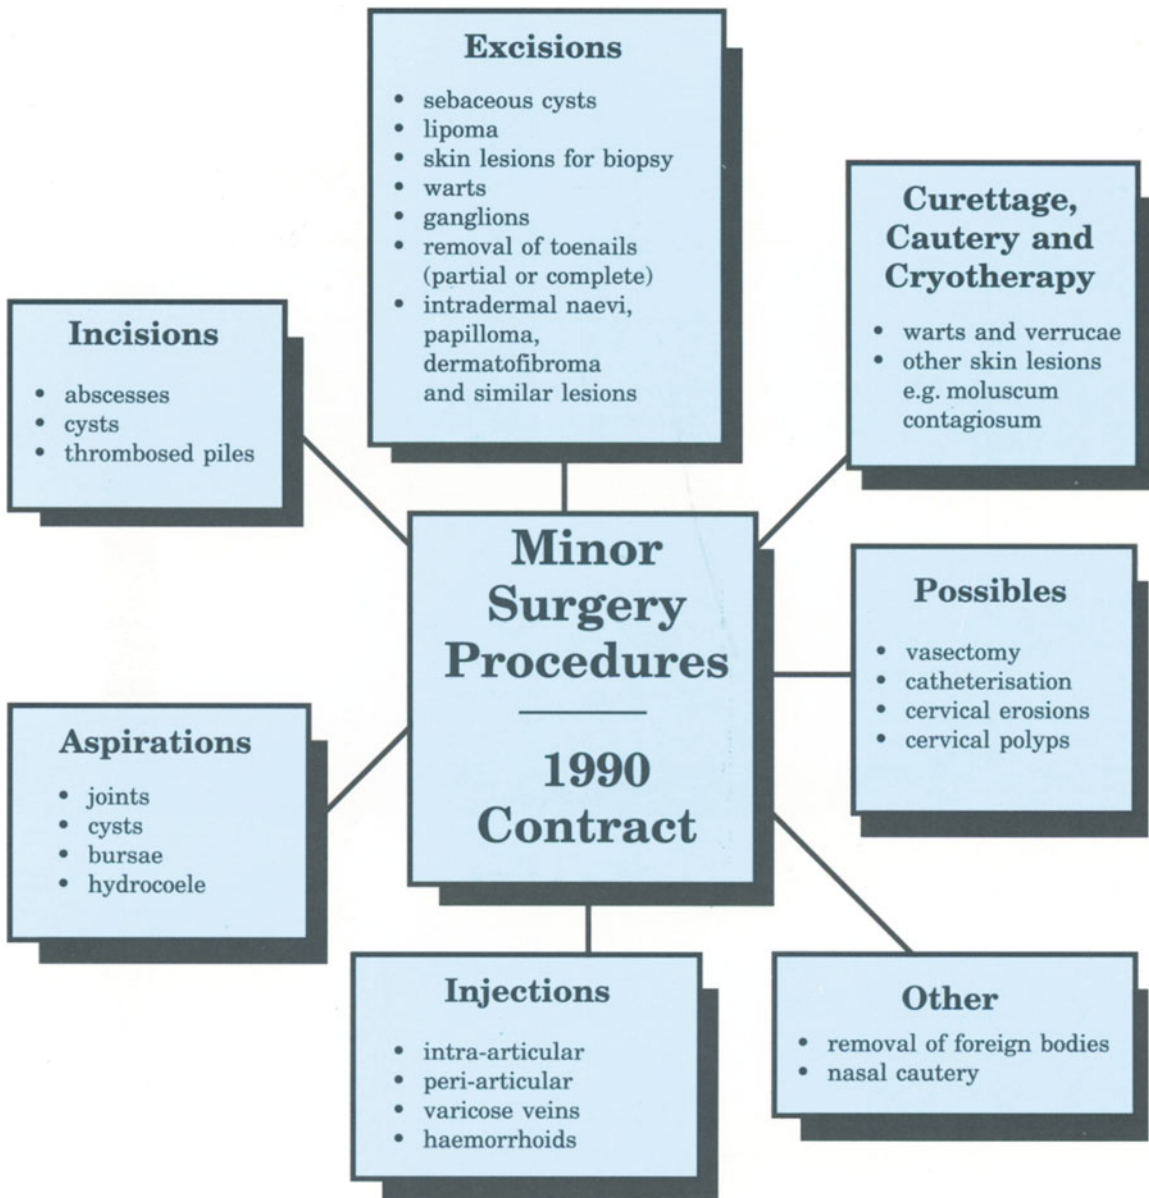 Excisions
• sebaceous cysts
• lipoma
• skin lesions for biopsy
• warts
• ganglions
• removal of toenails
(partial or complete)
• intradermal naevi,
papilloma,
dermatofibroma
and similar lesions
Curettage,
Cautery and
Cryotherapy
• warts and verrucae
• other skin lesions
e.g. moluscum
contagiosum
Incisions
• abscesses
• cysts
• thrombosed piles
Minor
Surgery
Procedures
1990
Contract
Possibles
• vasectomy
• catheterisation
• cervical erosions
• cervical polyps
Aspirations
• joints
• cysts
• bursae
• hydrocoele
Injections
• intra-articular
• peri-articular
• varicose veins
• haemorrhoids
Other
• removal of foreign bodies
• nasal cautery